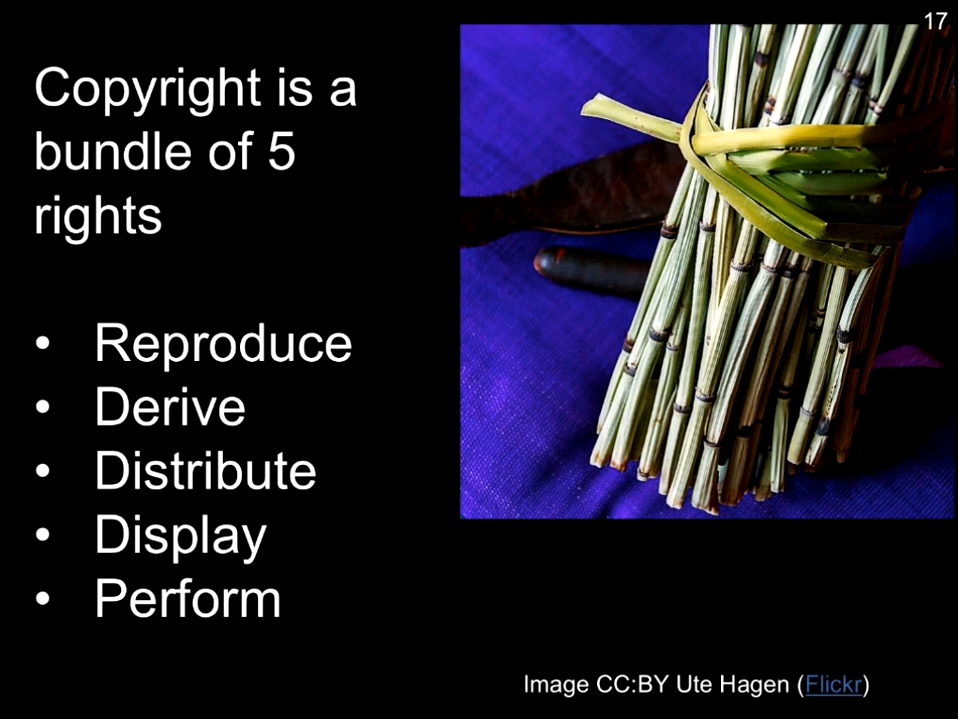 17
Copyright is a
bundle of 5
rights
• Reproduce
• Derive
• Distribute
• Display
• Perform
Image CC:BY Ute Hagen (Flickr)